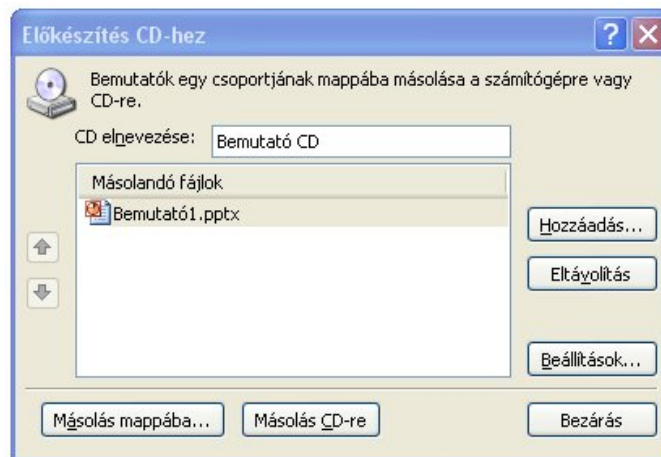 Előkészítés CD-hez
Bemutatók egy csoportjának mappába másolása a számítógépre vagy
CD-re.
CD elnevezése: Bemutató CD
Másolandó fájlok
Bemutató1.pptx
Hozzáadás...
Eltávolítás
Beállítások...
Másolás mappába... Másolás CD-re Bezárás